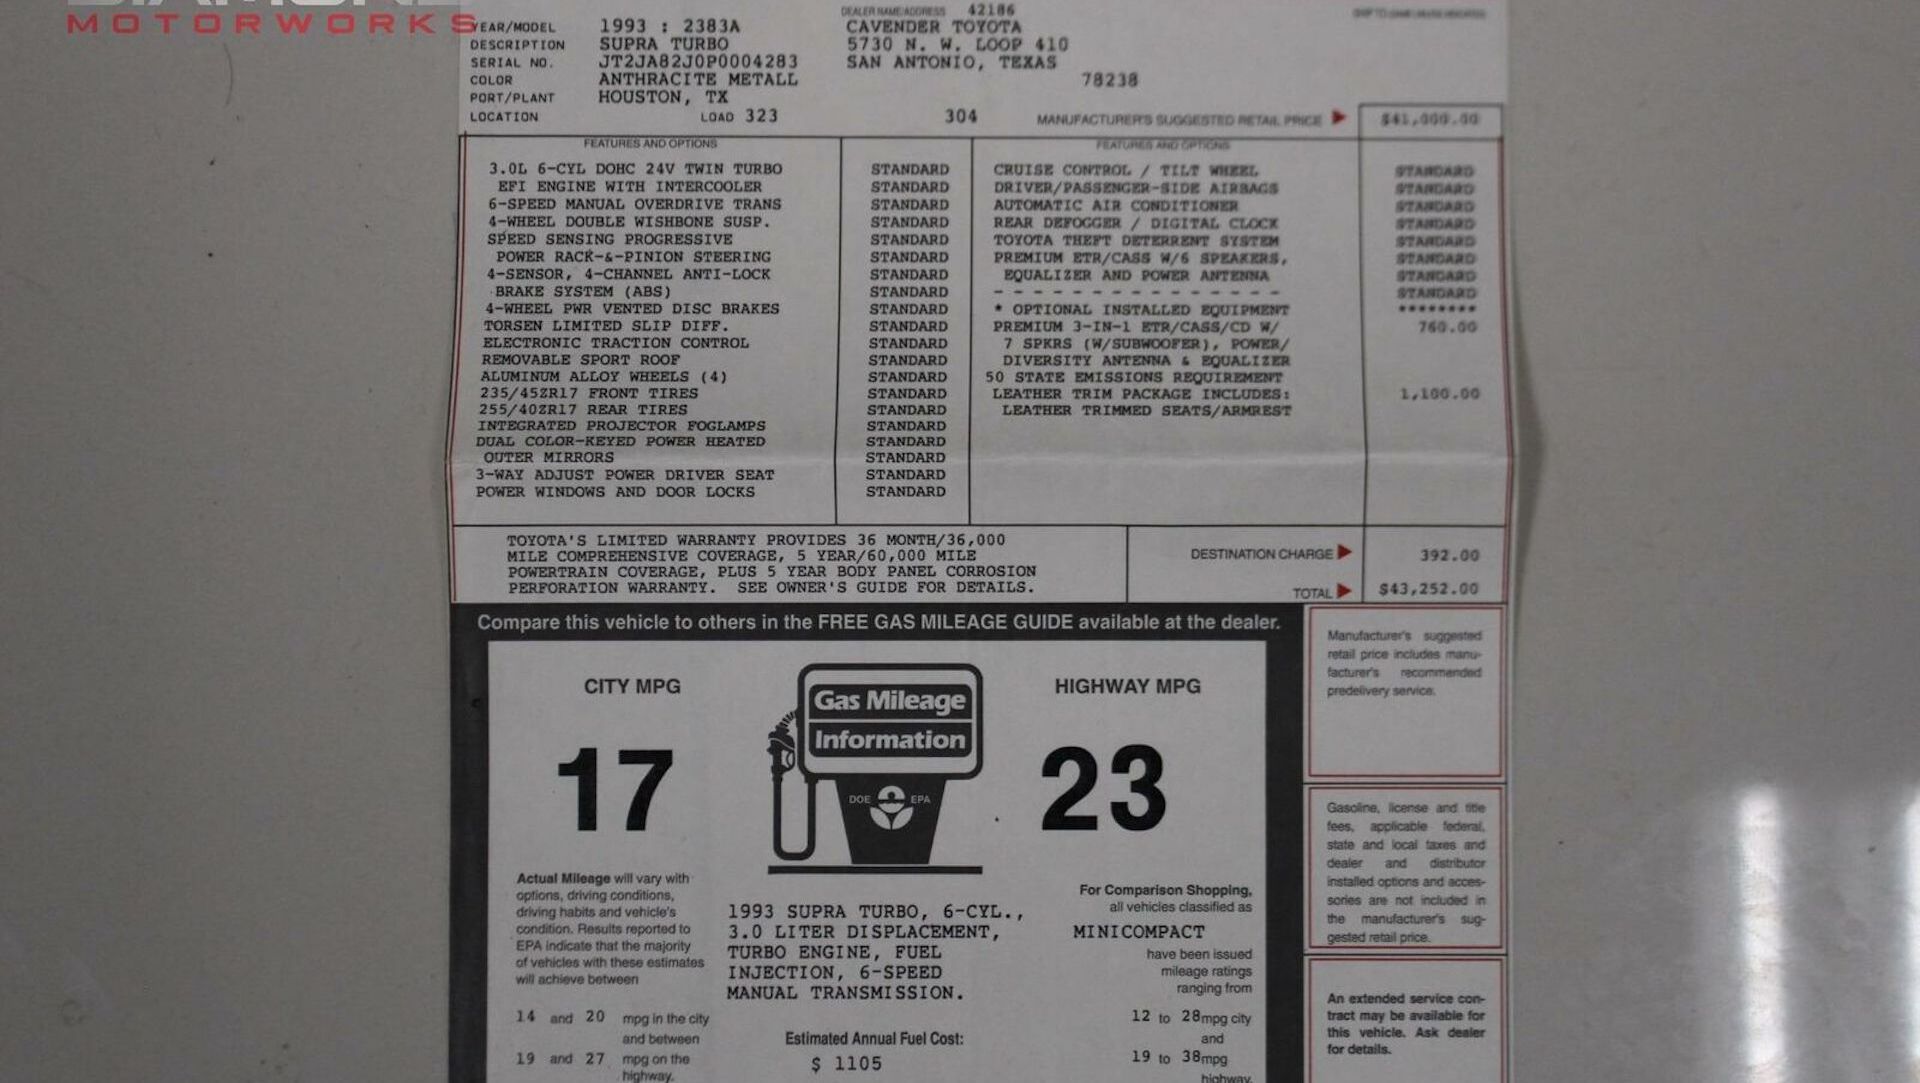 MOTORWORKS
DEALER NAME/ADDRESS 42186
YEAR/MODEL 1993 : 2383A CAVENDER TOYOTA
DESCRIPTION SUPRA TURBO 5730 N. W. LOOP 410
SERIAL NO. JT2JA82J0P0004283 SAN ANTONIO, TEXAS
COLOR ANTHRACITE METALL 78238
PORT/PLANT HOUSTON, TX
LOCATION LOAD 323 304 MANUFACTURER'S SUGGESTED RETAIL PRICE $41,000.00
FEATURES AND OPTIONS
3.0L 6-CYL DOHC 24V TWIN TURBO STANDARD
EFI ENGINE WITH INTERCOOLER STANDARD
6-SPEED MANUAL OVERDRIVE TRANS STANDARD
4-WHEEL DOUBLE WISHBONE SUSP. STANDARD
SPEED SENSING PROGRESSIVE STANDARD
POWER RACK-&-PINION STEERING STANDARD
4-SENSOR, 4-CHANNEL ANTI-LOCK STANDARD
BRAKE SYSTEM (ABS) STANDARD
4-WHEEL PWR VENTED DISC BRAKES STANDARD
TORSEN LIMITED SLIP DIFF. STANDARD
ELECTRONIC TRACTION CONTROL STANDARD
REMOVABLE SPORT ROOF STANDARD
ALUMINUM ALLOY WHEELS (4) STANDARD
235/45ZR17 FRONT TIRES STANDARD
255/40ZR17 REAR TIRES STANDARD
INTEGRATED PROJECTOR FOGLAMPS STANDARD
DUAL COLOR-KEYED POWER HEATED STANDARD
OUTER MIRRORS STANDARD
3-WAY ADJUST POWER DRIVER SEAT STANDARD
POWER WINDOWS AND DOOR LOCKS STANDARD
FEATURES AND OPTIONS
CRUISE CONTROL / TILT WHEEL STANDARD
DRIVER/PASSENGER-SIDE AIRBAGS STANDARD
AUTOMATIC AIR CONDITIONER STANDARD
REAR DEFOGGER / DIGITAL CLOCK STANDARD
TOYOTA THEFT DETERRENT SYSTEM STANDARD
PREMIUM ETR/CASS W/6 SPEAKERS, STANDARD
EQUALIZER AND POWER ANTENNA STANDARD
- - - - - - - - - - - - - - - STANDARD
* OPTIONAL INSTALLED EQUIPMENT ********
PREMIUM 3-IN-1 ETR/CASS/CD W/ 760.00
7 SPKRS (W/SUBWOOFER), POWER/
DIVERSITY ANTENNA & EQUALIZER
50 STATE EMISSIONS REQUIREMENT
LEATHER TRIM PACKAGE INCLUDES: 1,100.00
LEATHER TRIMMED SEATS/ARMREST
TOYOTA'S LIMITED WARRANTY PROVIDES 36 MONTH/36,000
MILE COMPREHENSIVE COVERAGE, 5 YEAR/60,000 MILE
POWERTRAIN COVERAGE, PLUS 5 YEAR BODY PANEL CORROSION
PERFORATION WARRANTY. SEE OWNER'S GUIDE FOR DETAILS.
DESTINATION CHARGE 392.00
TOTAL $43,252.00
Compare this vehicle to others in the FREE GAS MILEAGE GUIDE available at the dealer.
CITY MPG
17
Gas Mileage
Information
DOE EPA
HIGHWAY MPG
23
Actual Mileage will vary with
options, driving conditions,
driving habits and vehicle's
condition. Results reported to
EPA indicate that the majority
of vehicles with these estimates
will achieve between
14 and 20 mpg in the city
and between
19 and 27 mpg on the
highway.
1993 SUPRA TURBO, 6-CYL.,
3.0 LITER DISPLACEMENT,
TURBO ENGINE, FUEL
INJECTION, 6-SPEED
MANUAL TRANSMISSION.
Estimated Annual Fuel Cost:
$ 1105
For Comparison Shopping,
all vehicles classified as
MINICOMPACT
have been issued
mileage ratings
ranging from
12 to 28 mpg city
and
19 to 38 mpg
highway.
Manufacturer's suggested
retail price includes manu-
facturer's recommended
predelivery service.
Gasoline, license and title
fees, applicable federal,
state and local taxes and
dealer and distributor
installed options and acces-
sories are not included in
the manufacturer's sug-
gested retail price.
An extended service con-
tract may be available for
this vehicle. Ask dealer
for details.